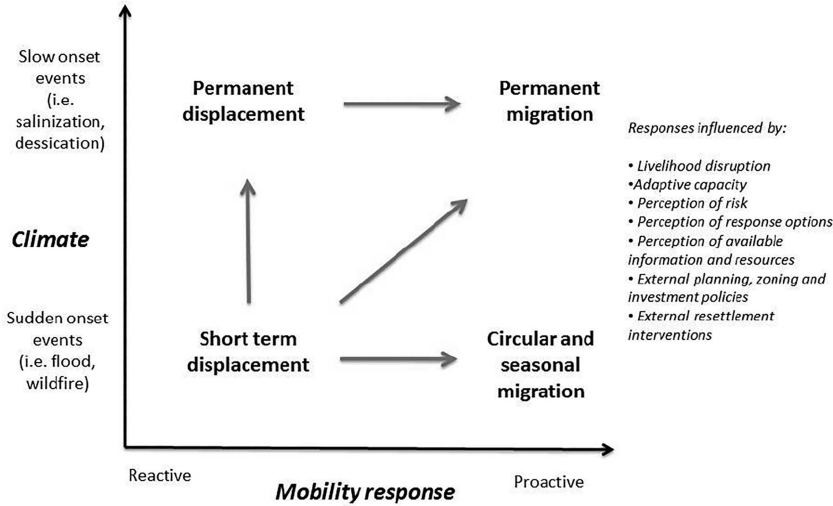 Slow onset
events
(i.e.
salinization,
dessication)
Permanent
displacement
Permanent
migration
Responses influenced by:
• Livelihood disruption
•Adaptive capacity
• Perception of risk
• Perception of response options
• Perception of available
information and resources
• External planning, zoning and
investment policies
• External resettlement
interventions
Climate
Sudden onset
events
(i.e. flood,
wildfire)
Short term
displacement
Circular and
seasonal
migration
Reactive
Mobility response
Proactive